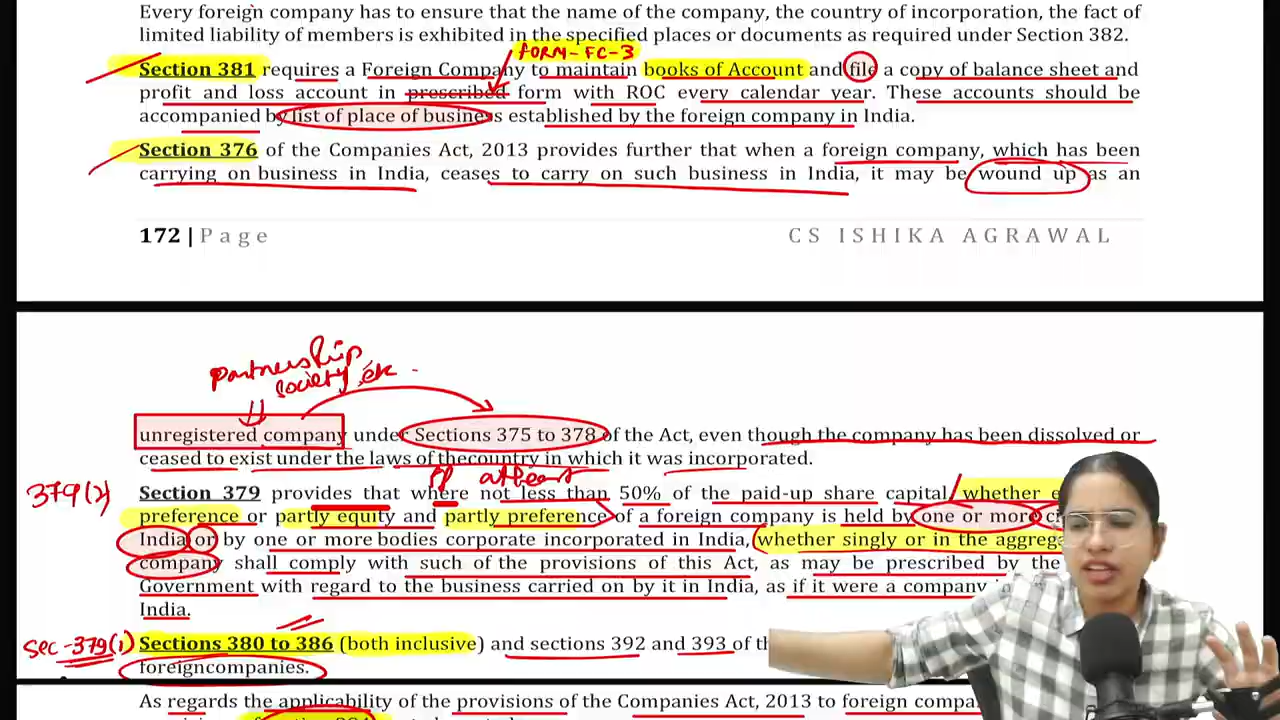 Every foreign company has to ensure that the name of the company, the country of incorporation, the fact of
limited liability of members is exhibited in the specified places or documents as required under Section 382.
FORM-FC-3
Section 381 requires a Foreign Company to maintain books of Account and file a copy of balance sheet and
profit and loss account in prescribed form with ROC every calendar year. These accounts should be
accompanied by list of place of business established by the foreign company in India.
Section 376 of the Companies Act, 2013 provides further that when a foreign company, which has been
carrying on business in India, ceases to carry on such business in India, it may be wound up as an
172 | Page
CS ISHIKA AGRAWAL
partnership
society, etc.
unregistered company under Sections 375 to 378 of the Act, even though the company has been dissolved or
ceased to exist under the laws of thecountry in which it was incorporated.
atleast
379(2) Section 379 provides that where not less than 50% of the paid-up share capital, whether
preference or partly equity and partly preference of a foreign company is held by one or more
India or by one or more bodies corporate incorporated in India, whether singly or in the
company shall comply with such of the provisions of this Act, as may be prescribed by the
Government with regard to the business carried on by it in India, as if it were a company
India.
Sec-379(1) Sections 380 to 386 (both inclusive) and sections 392 and 393 of
foreigncompanies.
As regards the applicability of the provisions of the Companies Act, 2013 to foreign